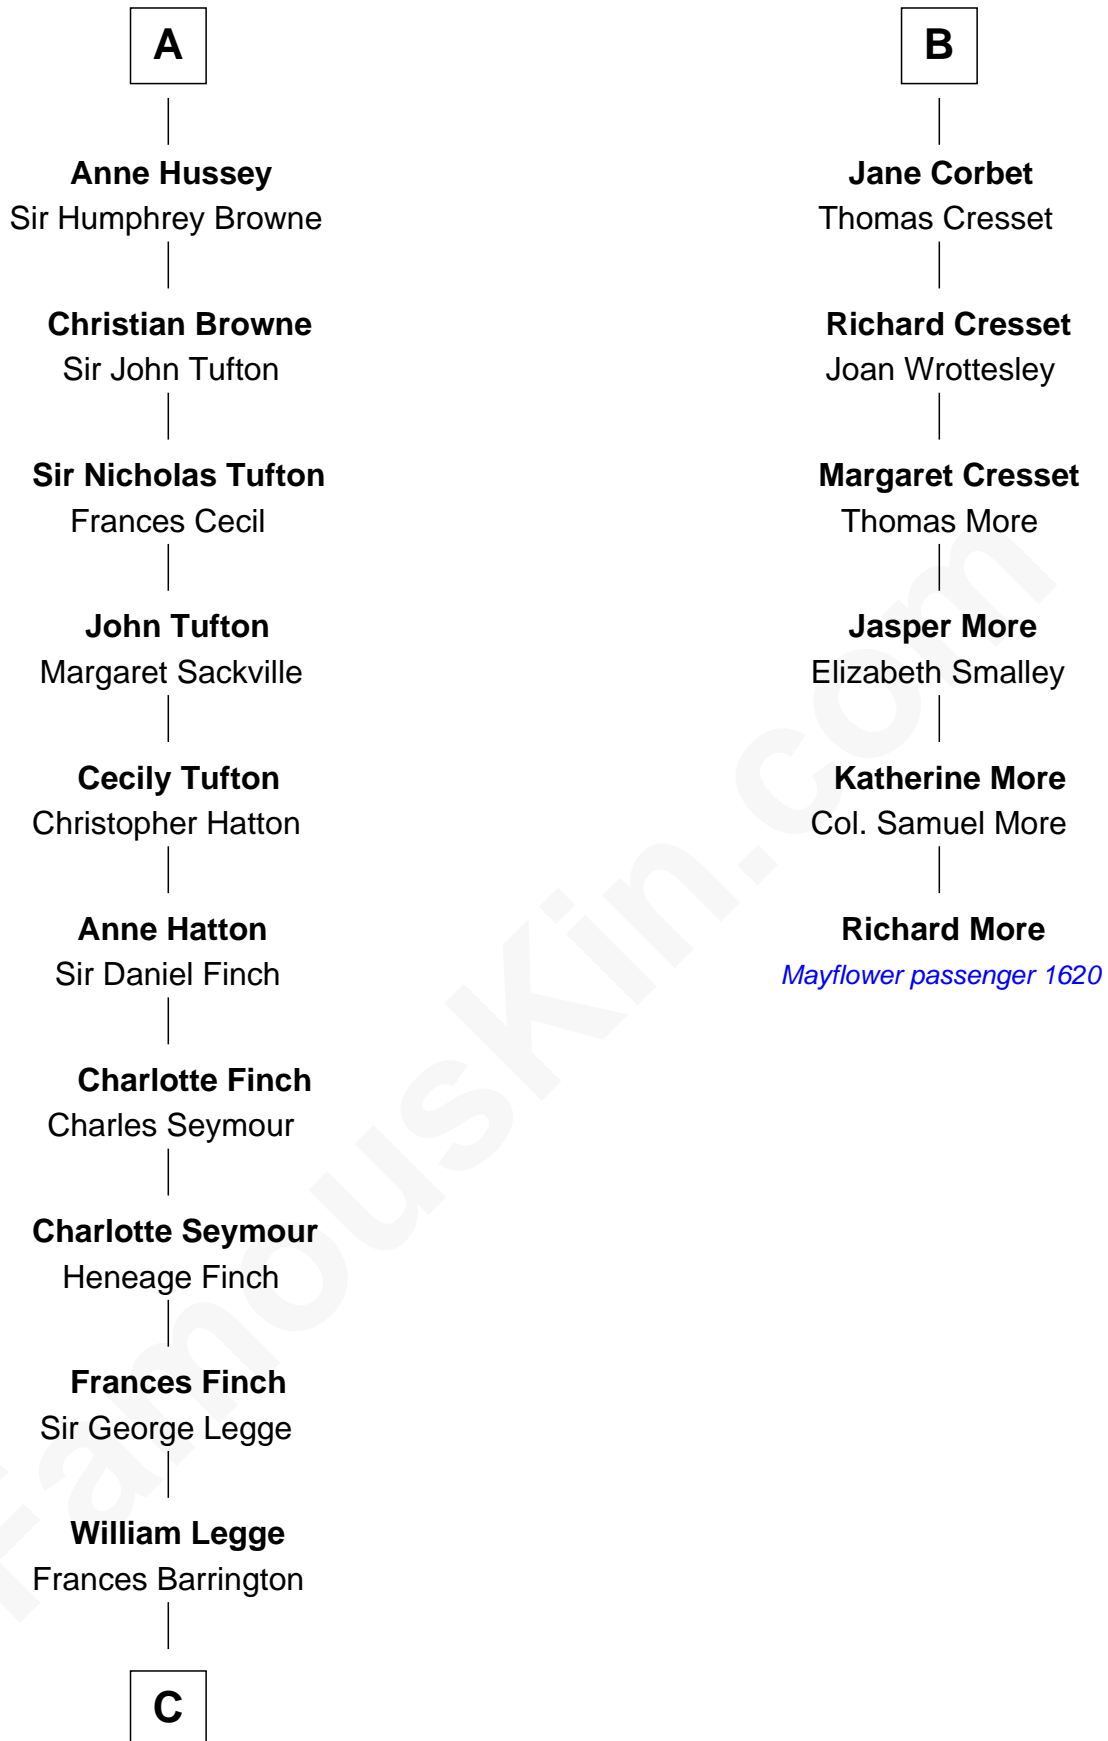 A
Anne Hussey
Sir Humphrey Browne
Christian Browne
Sir John Tufton
Sir Nicholas Tufton
Frances Cecil
John Tufton
Margaret Sackville
Cecily Tufton
Christopher Hatton
Anne Hatton
Sir Daniel Finch
Charlotte Finch
Charles Seymour
Charlotte Seymour
Heneage Finch
Frances Finch
Sir George Legge
William Legge
Frances Barrington
C
B
Jane Corbet
Thomas Cresset
Richard Cresset
Joan Wrottesley
Margaret Cresset
Thomas More
Jasper More
Elizabeth Smalley
Katherine More
Col. Samuel More
Richard More
Mayflower passenger 1620
FamousKin.com